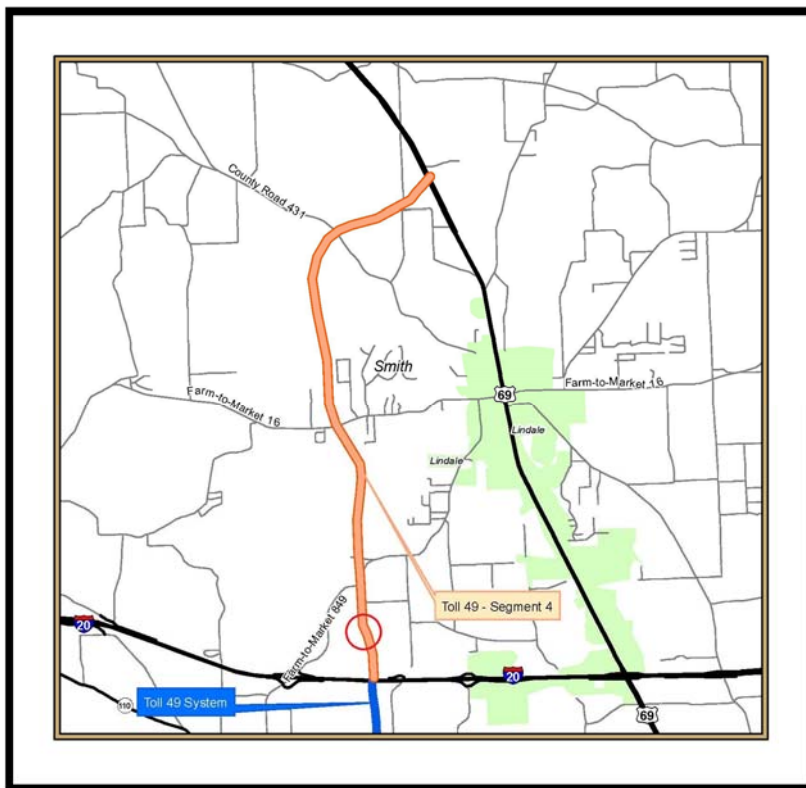 County Road 431
Smith
Farm-to-Market 16
69
Farm-to-Market 16
Lindale
Lindale
Toll 49 - Segment 4
Farm-to-Market 849
20
20
110
Toll 49 System
69